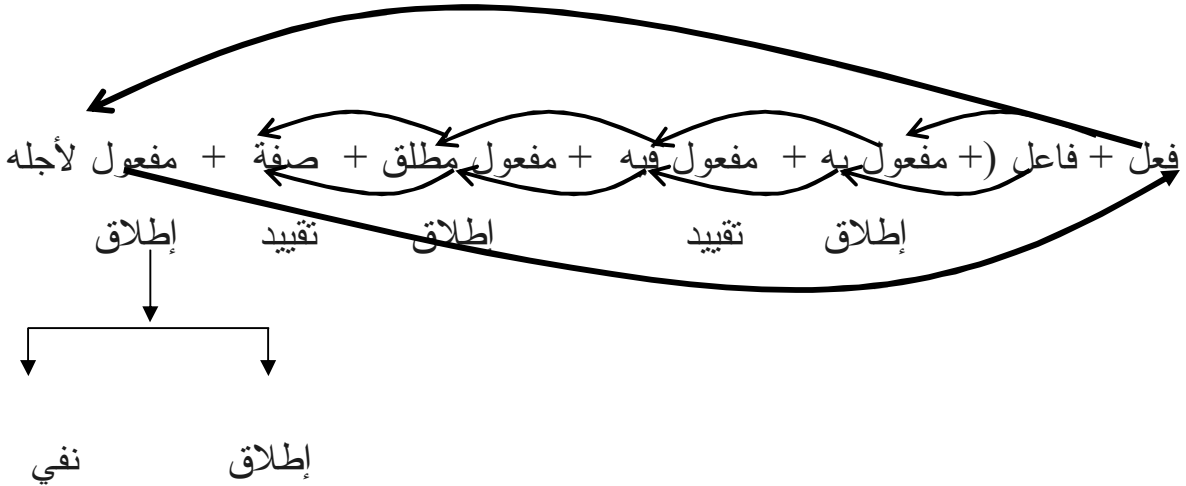 فعل + فاعل (+ مفعول به + مفعول فيه + مفعول مطلق + صفة + مفعول لأجله
إطلاق تقييد إطلاق تقييد إطلاق
إطلاق نفي